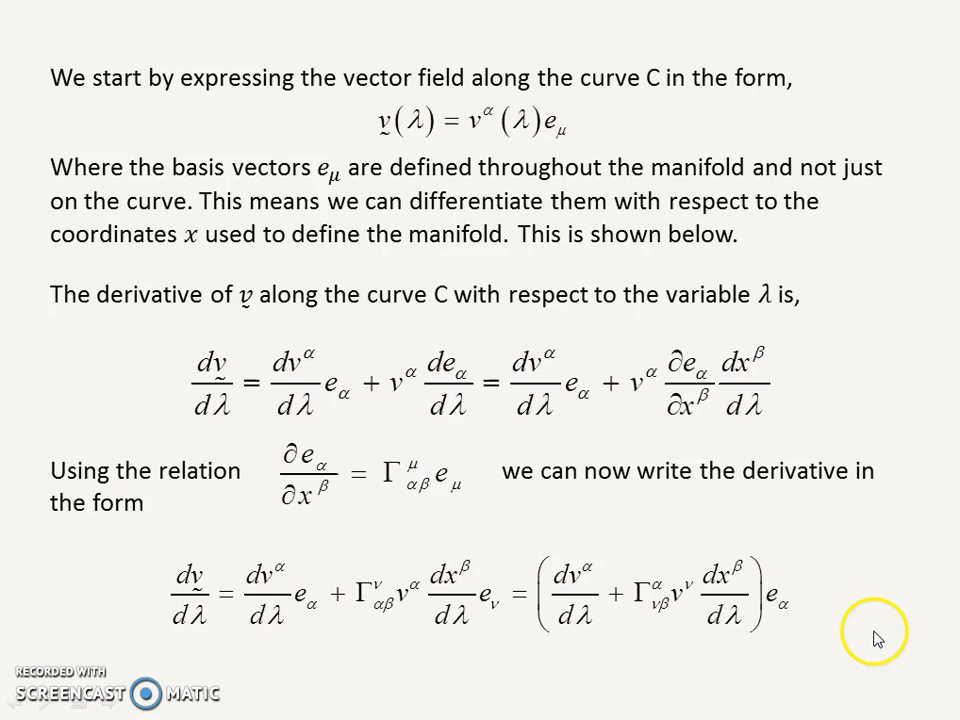 We start by expressing the vector field along the curve C in the form,
v(λ) = v^α (λ) e_μ
Where the basis vectors e_μ are defined throughout the manifold and not just
on the curve. This means we can differentiate them with respect to the
coordinates x used to define the manifold. This is shown below.
The derivative of v along the curve C with respect to the variable λ is,
dv/dλ = dv^α/dλ e_α + v^α de_α/dλ = dv^α/dλ e_α + v^α ∂e_α/∂x^β dx^β/dλ
Using the relation ∂e_α/∂x^β = Γ^μ_αβ e_μ we can now write the derivative in
the form
dv/dλ = dv^α/dλ e_α + Γ^ν_αβ v^α dx^β/dλ e_ν = (dv^α/dλ + Γ^α_νβ v^ν dx^β/dλ) e_α
RECORDED WITH
SCREENCAST MATIC